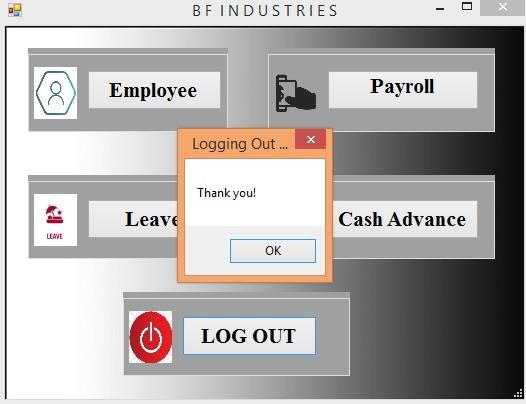 BF INDUSTRIES
Employee
Payroll
Logging Out ...
Thank you!
OK
Leave
LEAVE
Cash Advance
LOG OUT